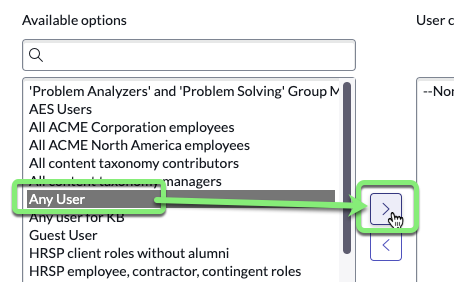 Available options
User c
'Problem Analyzers' and 'Problem Solving' Group M
--Non
AES Users
All ACME Corporation employees
All ACME North America employees
All content taxonomy contributors
All content taxonomy managers
Any User
Any user for KB
Guest User
HRSP client roles without alumni
HRSP employee, contractor, contingent roles